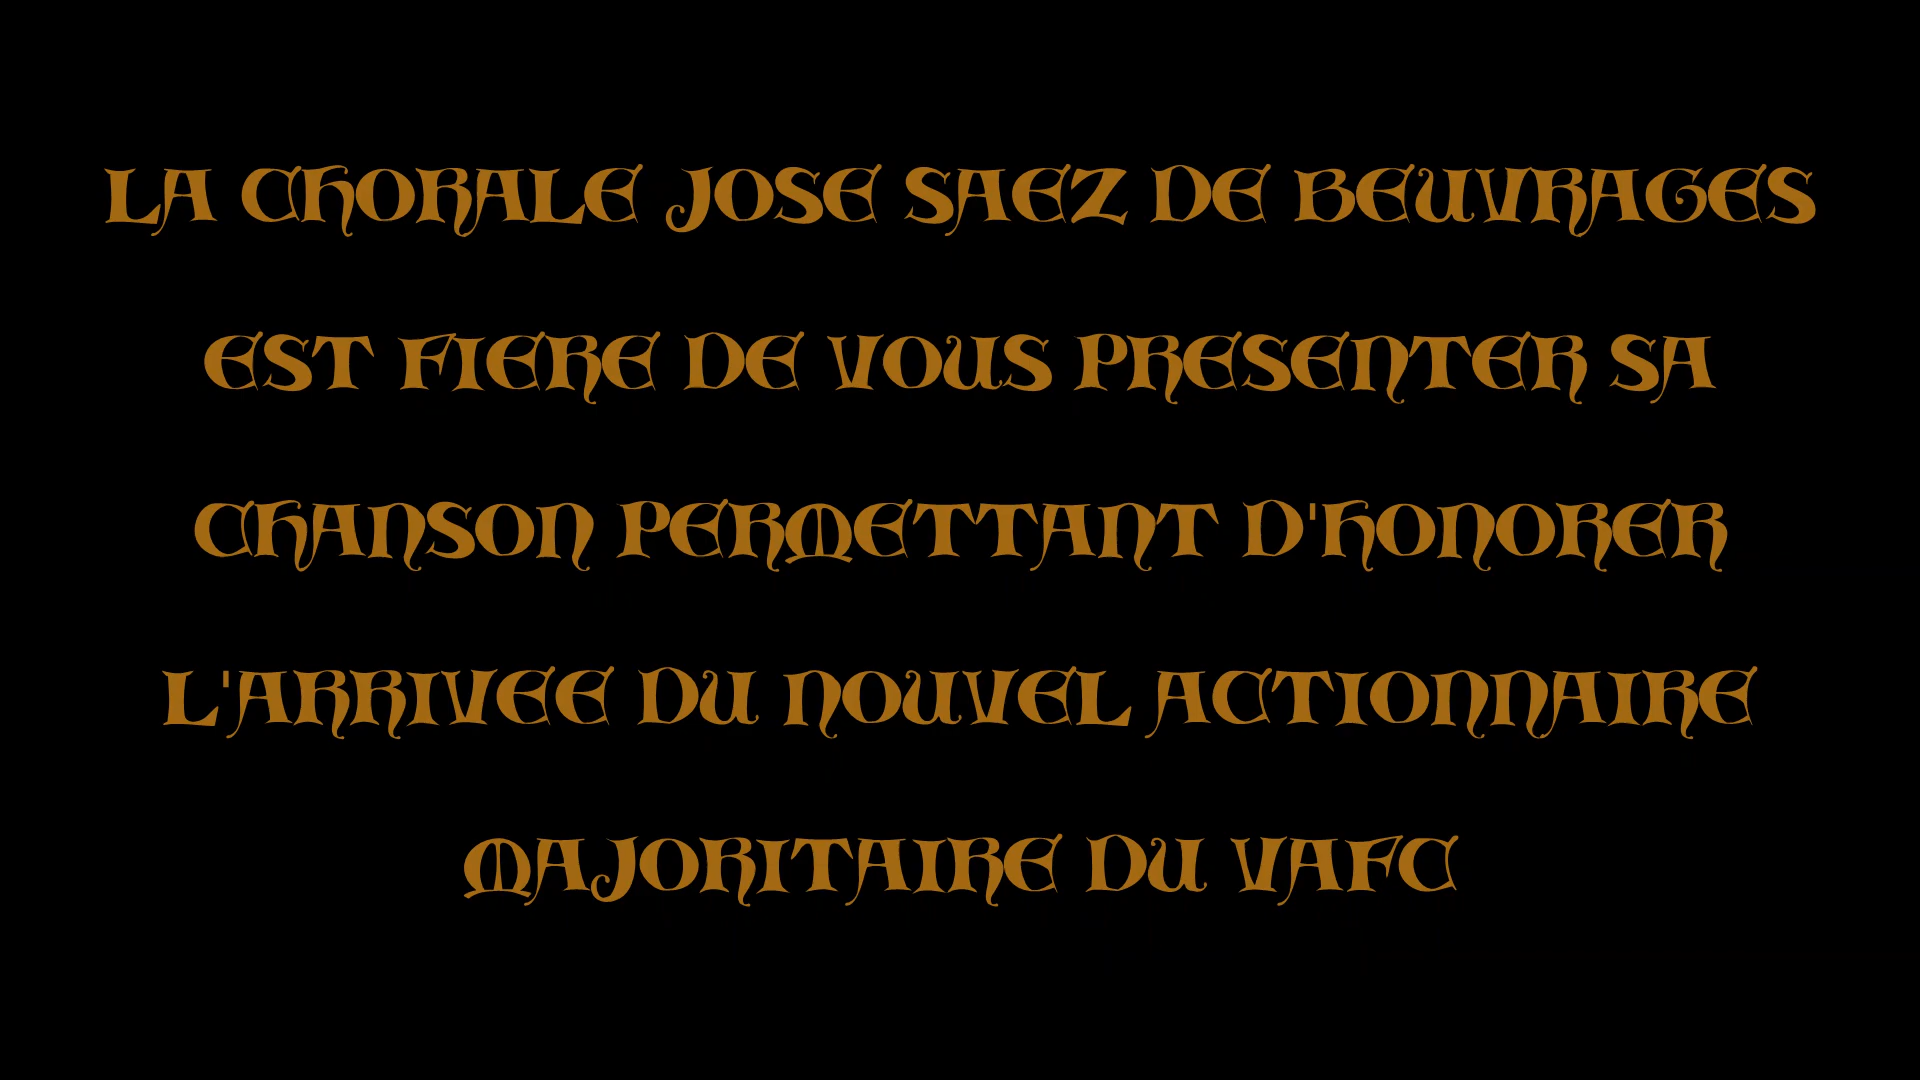 LA CHORALE JOSE SAEZ DE BEUVRAGES
EST FIERE DE VOUS PRESENTER SA
CHANSON PERMETTANT D'HONORER
L'ARRIVEE DU NOUVEL ACTIONNAIRE
MAJORITAIRE DU VAFC